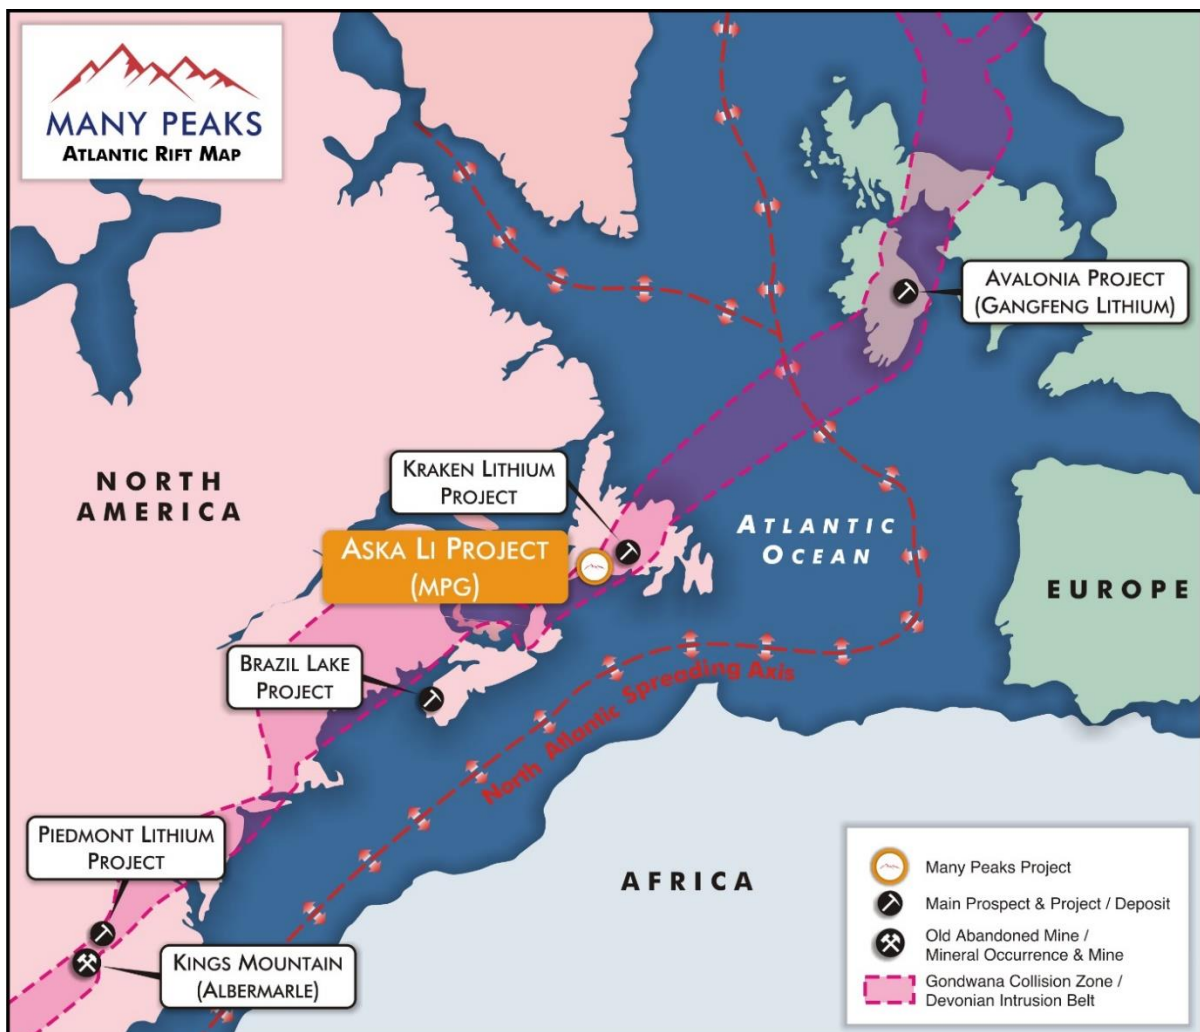 MANY PEAKS
ATLANTIC RIFT MAP
AVALONIA PROJECT
(GANGFENG LITHIUM)
NORTH
AMERICA
KRAKEN LITHIUM
PROJECT
ATLANTIC
OCEAN
ASKA LI PROJECT
(MPG)
EUROPE
BRAZIL LAKE
PROJECT
North Atlantic Spreading Axis
PIEDMONT LITHIUM
PROJECT
AFRICA
KINGS MOUNTAIN
(ALBERMARLE)
Many Peaks Project
Main Prospect & Project / Deposit
Old Abandoned Mine /
Mineral Occurrence & Mine
Gondwana Collision Zone /
Devonian Intrusion Belt